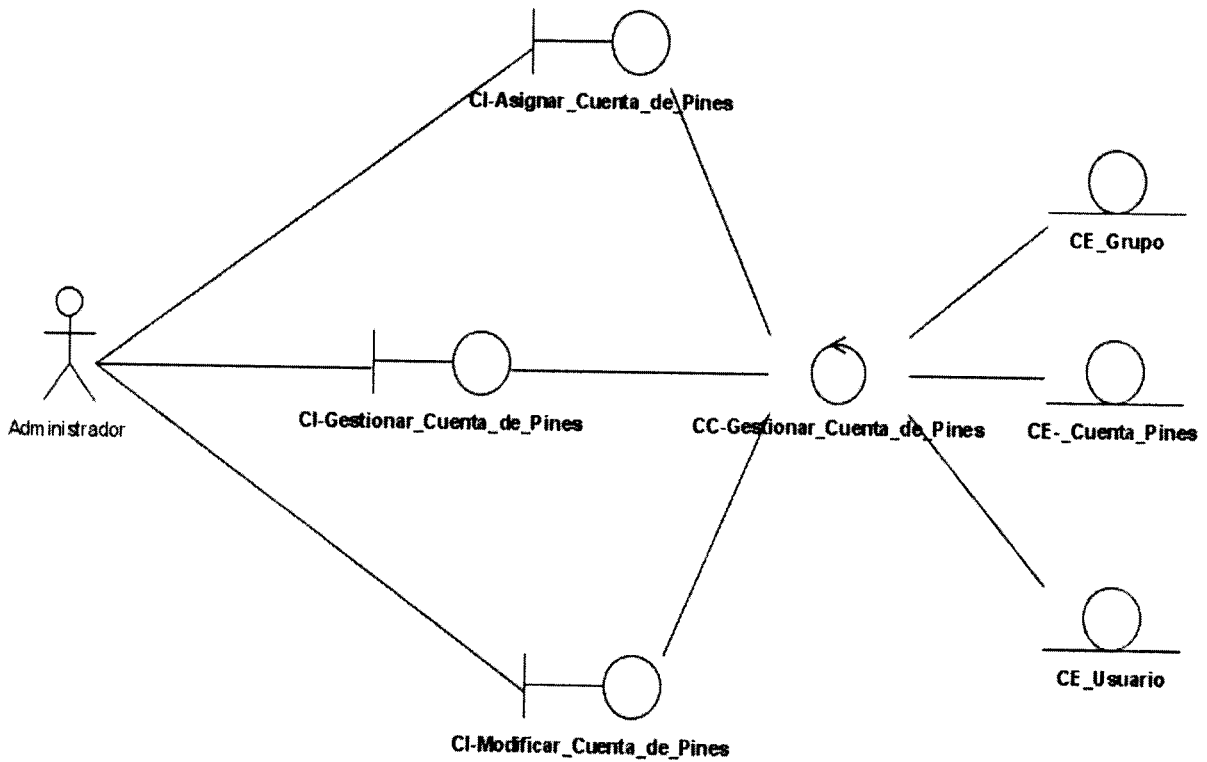 CI-Asignar_Cuenta_de_Pines
CE_Grupo
Administrador
CI-Gestionar_Cuenta_de_Pines
CC-Gestionar_Cuenta_de_Pines
CE-_Cuenta_Pines
CE_Usuario
CI-Modificar_Cuenta_de_Pines